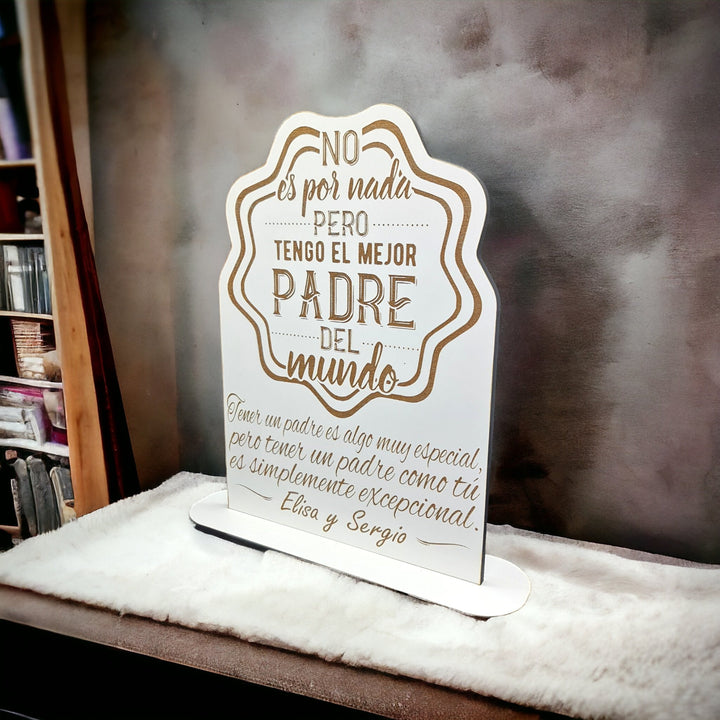 NO
es por nada
PERO
TENGO EL MEJOR
PADRE
DEL
mundo
Tener un padre es algo muy especial,
pero tener un padre como tú
es simplemente excepcional.
Elisa y Sergio